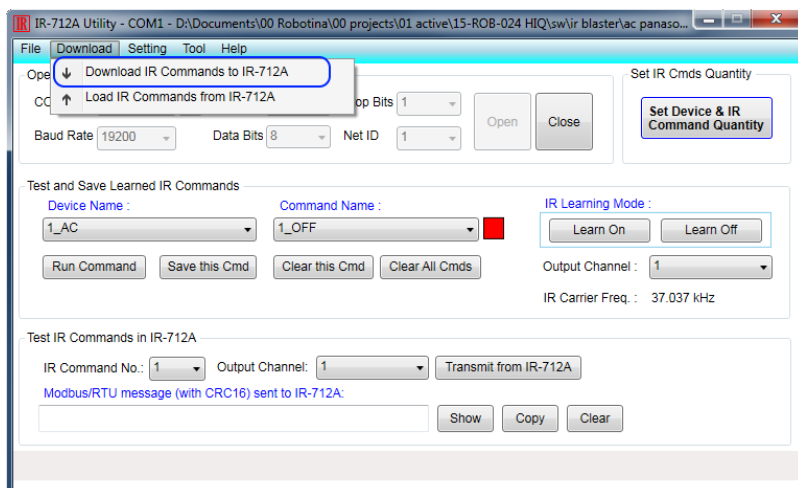 IR IR-712A Utility - COM1 - D:\Documents\00 Robotina\00 projects\01 active\15-ROB-024 HIQ\sw\ir blaster\ac panaso...
File Download Setting Tool Help
Download IR Commands to IR-712A
Load IR Commands from IR-712A
Ope
CO
op Bits 1
Open
Close
Baud Rate 19200
Data Bits 8
Net ID 1
Set IR Cmds Quantity
Set Device & IR
Command Quantity
Test and Save Learned IR Commands
Device Name :
Command Name :
IR Learning Mode :
1_AC
1_OFF
Learn On
Learn Off
Run Command
Save this Cmd
Clear this Cmd
Clear All Cmds
Output Channel : 1
IR Carrier Freq. : 37.037 kHz
Test IR Commands in IR-712A
IR Command No.: 1
Output Channel: 1
Transmit from IR-712A
Modbus/RTU message (with CRC16) sent to IR-712A:
Show
Copy
Clear